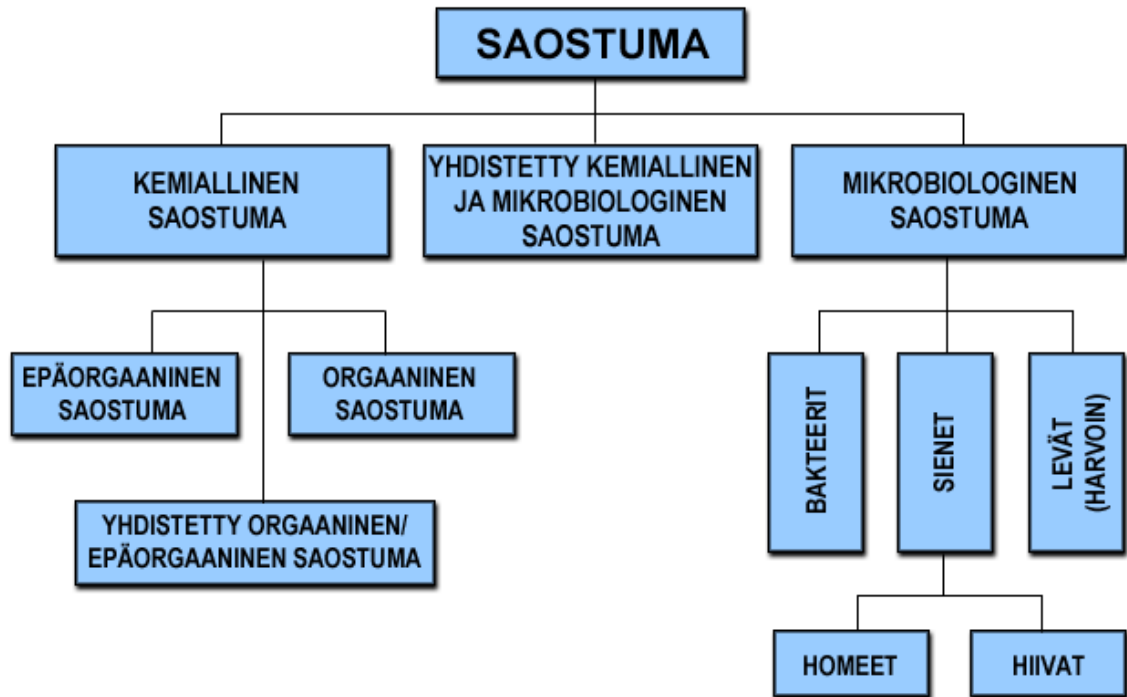 SAOSTUMA
KEMIALLINEN
SAOSTUMA
YHDISTETTY KEMIALLINEN
JA MIKROBIOLOGINEN
SAOSTUMA
MIKROBIOLOGINEN
SAOSTUMA
EPÄORGAANINEN
SAOSTUMA
ORGAANINEN
SAOSTUMA
YHDISTETTY ORGAANINEN/
EPÄORGAANINEN SAOSTUMA
BAKTEERIT
SIENET
LEVÄT
(HARVOIN)
HOMEET
HIIVAT